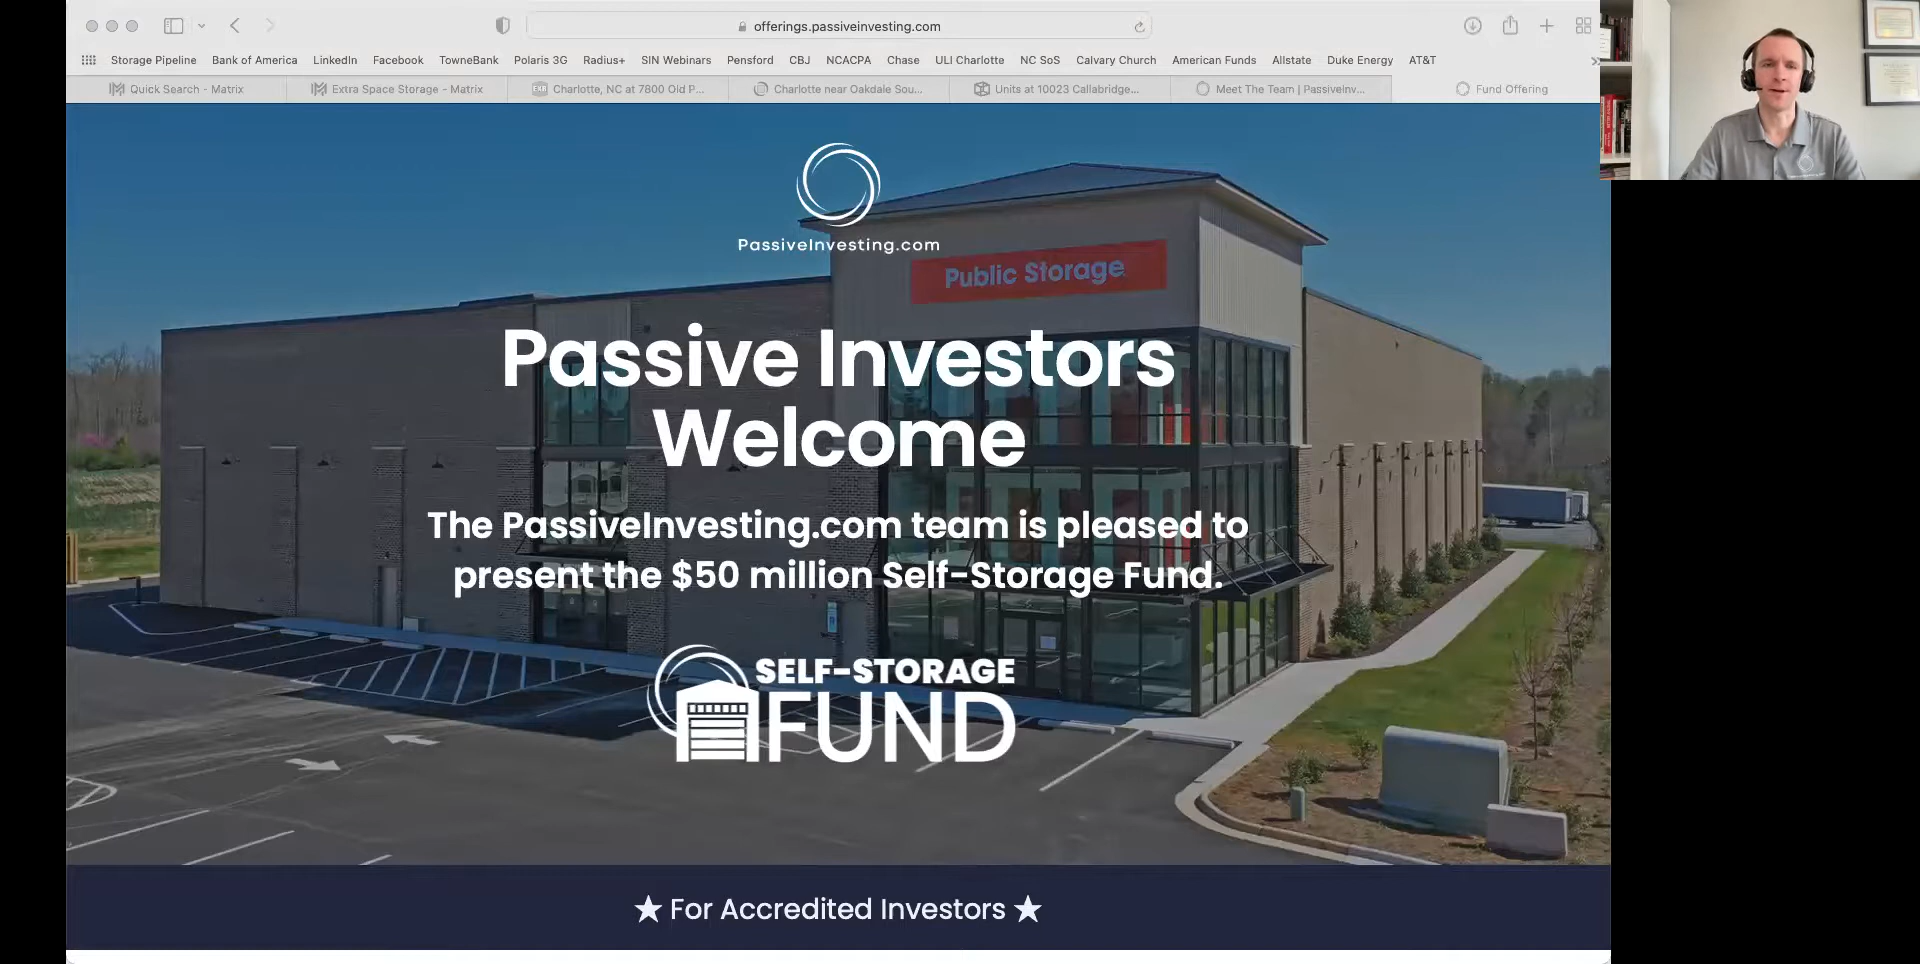 offerings.passiveinvesting.com
Storage Pipeline Bank of America LinkedIn Facebook TowneBank Polaris 3G Radius+ SIN Webinars Pensford CBJ NCACPA Chase ULI Charlotte NC SoS Calvary Church American Funds Allstate Duke Energy AT&T
Quick Search - Matrix Extra Space Storage - Matrix Charlotte, NC at 7800 Old P... Charlotte near Oakdale Sou... Units at 10023 Callabridge... Meet The Team | PassiveInv... Fund Offering
PassiveInvesting.com
Public Storage
Passive Investors
Welcome
The PassiveInvesting.com team is pleased to
present the $50 million Self-Storage Fund.
SELF-STORAGE
FUND
★ For Accredited Investors ★